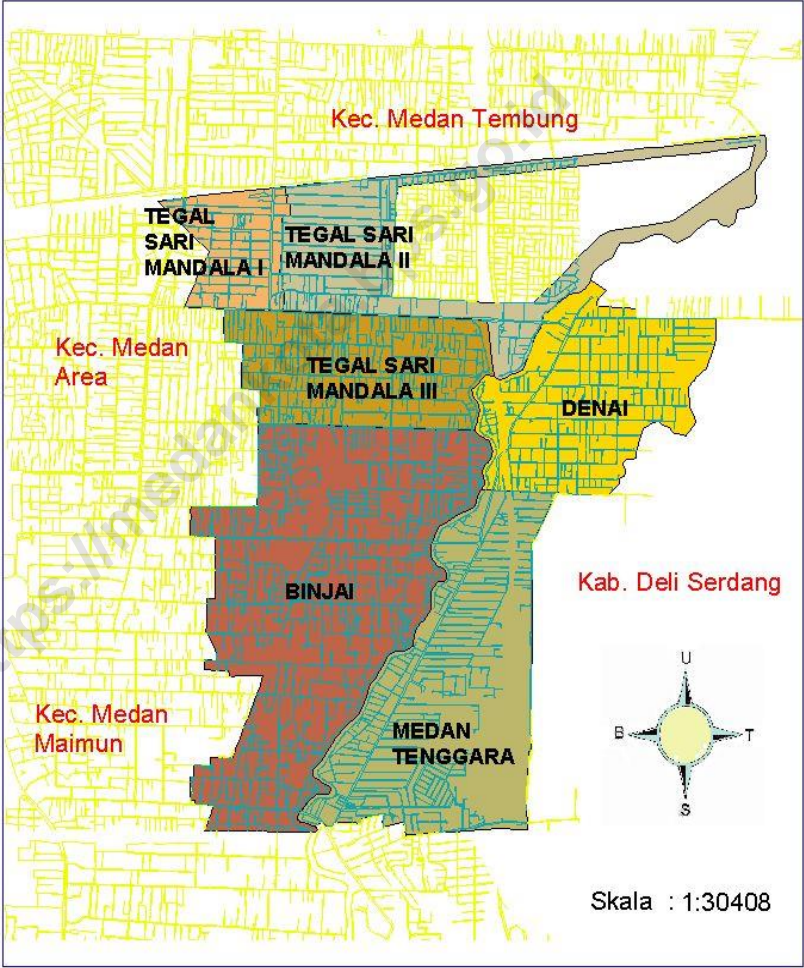 Kec. Medan Tembung
TEGAL
SARI
MANDALA I
TEGAL SARI
MANDALA II
Kec. Medan
Area
TEGAL SARI
MANDALA III
DENAI
BINJAI
Kab. Deli Serdang
Kec. Medan
Maimun
MEDAN
TENGGARA
U
B
T
S
Skala : 1:30408